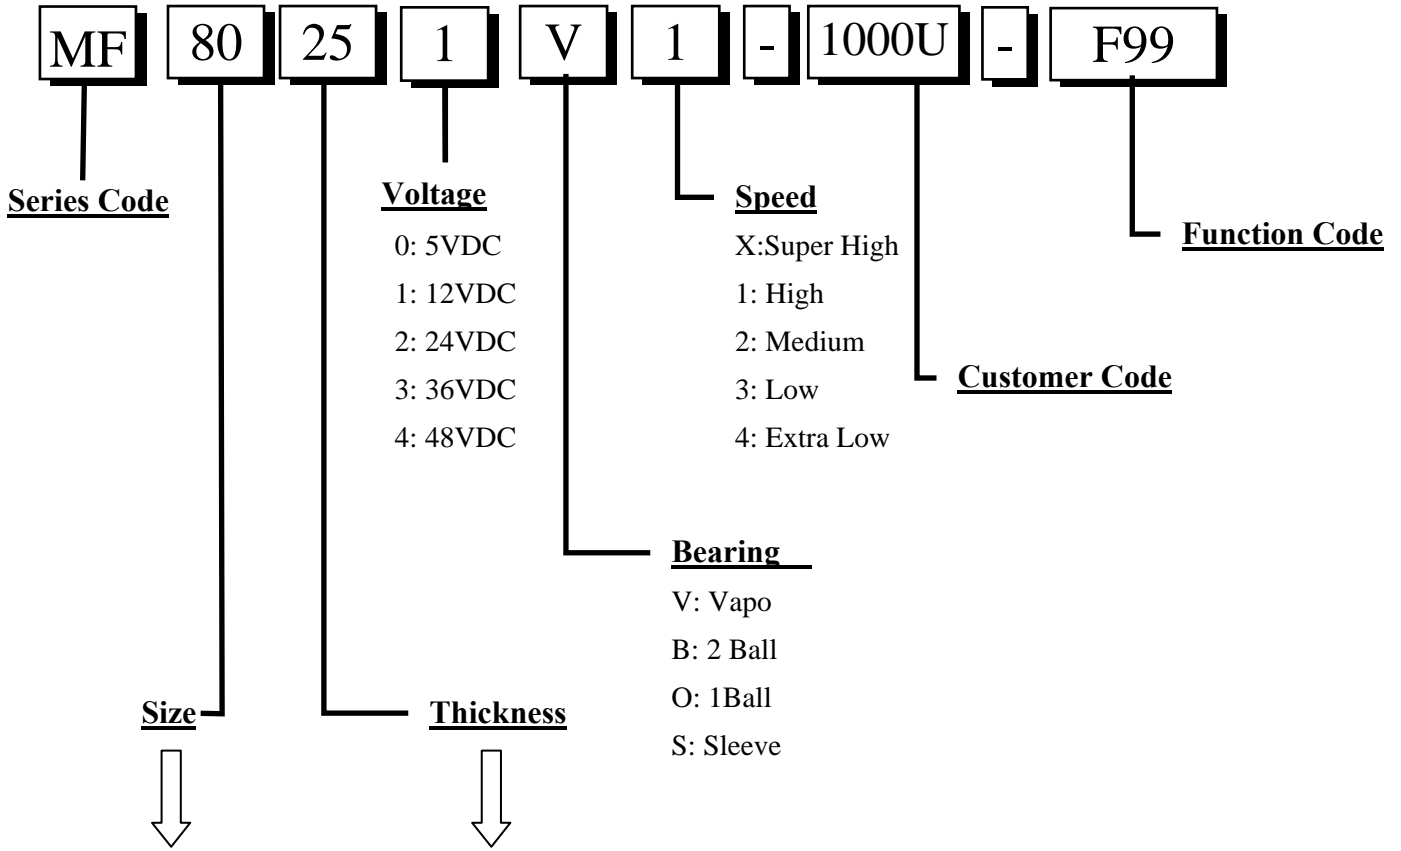 MF 80 25 1 V 1 - 1000U - F99
Series Code
Voltage
0: 5VDC
1: 12VDC
2: 24VDC
3: 36VDC
4: 48VDC
Speed
X:Super High
1: High
2: Medium
3: Low
4: Extra Low
Function Code
Customer Code
Bearing
V: Vapo
B: 2 Ball
O: 1Ball
S: Sleeve
Size
Thickness